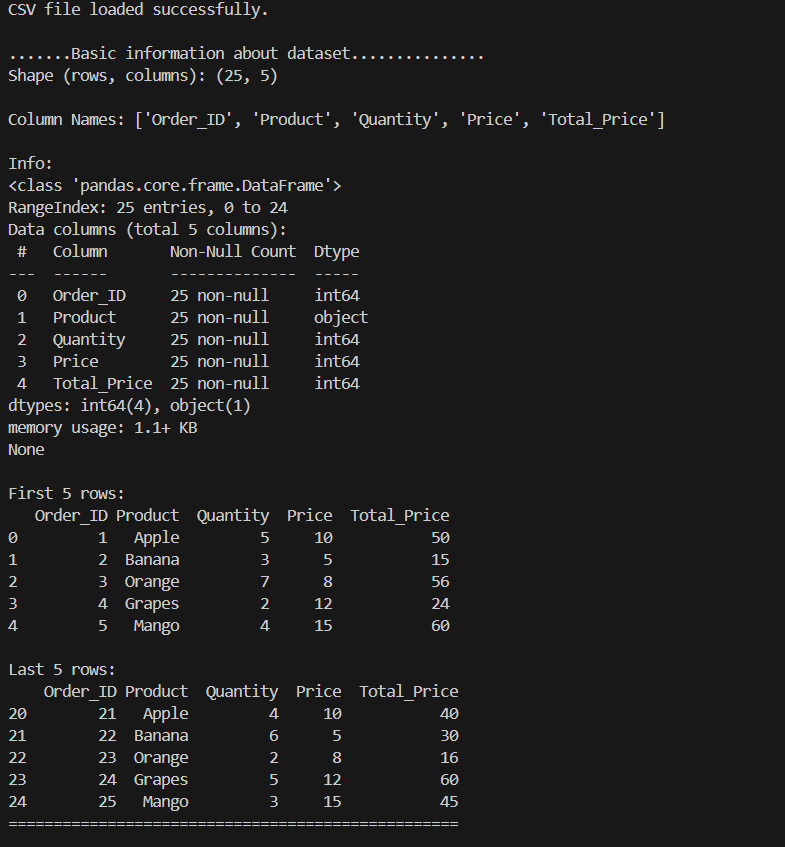 CSV file loaded successfully.
.......Basic information about dataset...............
Shape (rows, columns): (25, 5)
Column Names: ['Order_ID', 'Product', 'Quantity', 'Price', 'Total_Price']
Info:
<class 'pandas.core.frame.DataFrame'>
RangeIndex: 25 entries, 0 to 24
Data columns (total 5 columns):
 #   Column       Non-Null Count  Dtype
---  ------       --------------  -----
 0   Order_ID     25 non-null     int64
 1   Product      25 non-null     object
 2   Quantity     25 non-null     int64
 3   Price        25 non-null     int64
 4   Total_Price  25 non-null     int64
dtypes: int64(4), object(1)
memory usage: 1.1+ KB
None
First 5 rows:
   Order_ID Product  Quantity  Price  Total_Price
0         1   Apple         5     10           50
1         2  Banana         3      5           15
2         3  Orange         7      8           56
3         4  Grapes         2     12           24
4         5   Mango         4     15           60
Last 5 rows:
    Order_ID Product  Quantity  Price  Total_Price
20        21   Apple         4     10           40
21        22  Banana         6      5           30
22        23  Orange         2      8           16
23        24  Grapes         5     12           60
24        25   Mango         3     15           45
==================================================